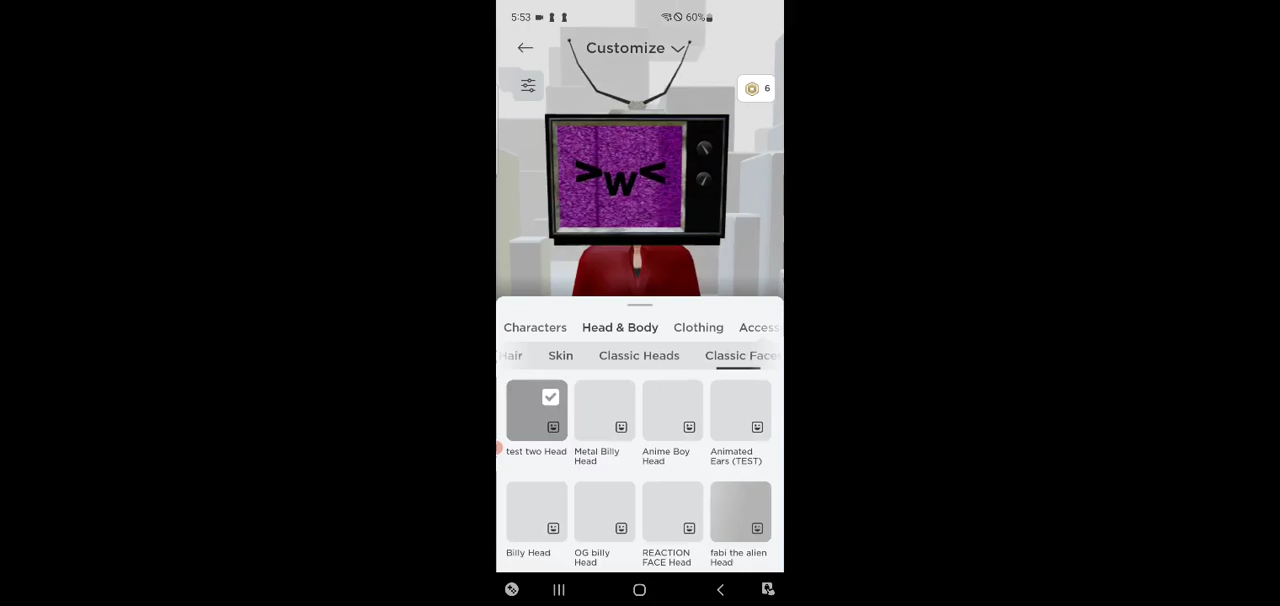 5:53
60%
Customize
6
>w<
Characters Head & Body Clothing Access
Hair Skin Classic Heads Classic Faces
test two Head
Metal Billy
Head
Anime Boy
Head
Animated
Ears (TEST)
Billy Head
OG billy
Head
REACTION
FACE Head
fabi the alien
Head